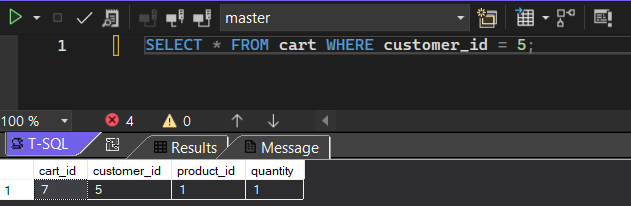 master
1 SELECT * FROM cart WHERE customer_id = 5;
100 % 4 0
T-SQL Results Message
cart_id customer_id product_id quantity
1 7 5 1 1